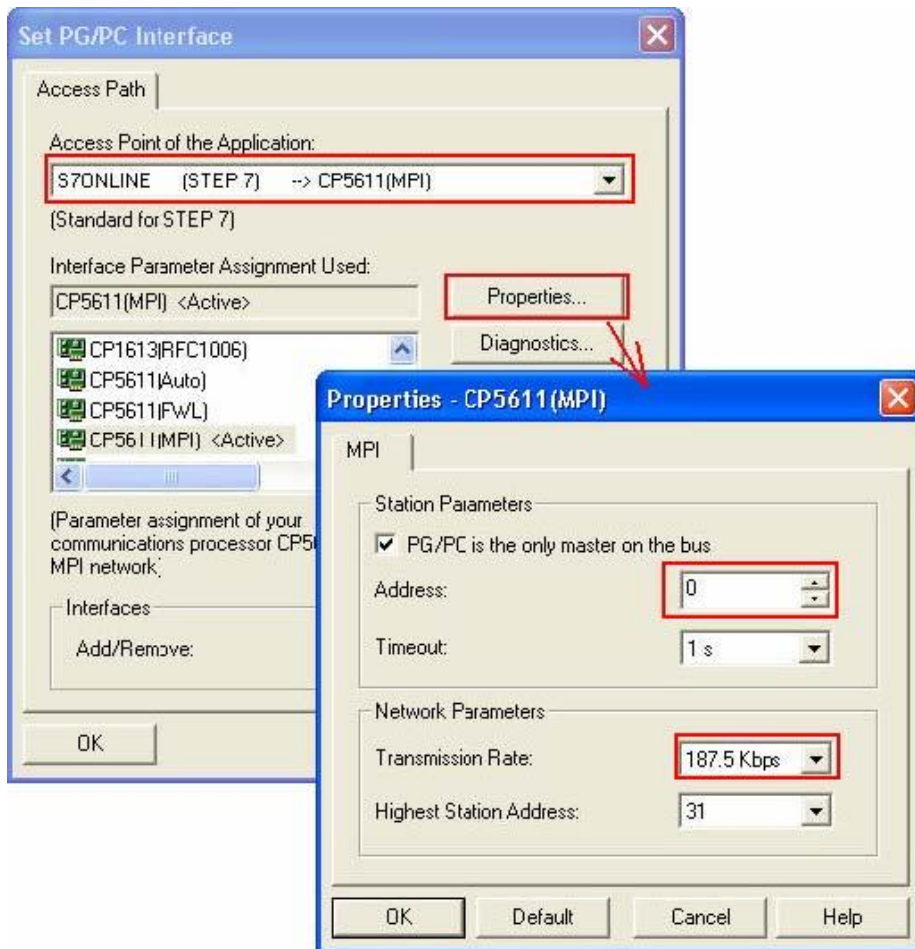 Set PG/PC Interface
Access Path
Access Point of the Application:
S7ONLINE (STEP 7) --> CP5611(MPI)
(Standard for STEP 7)
Interface Parameter Assignment Used:
CP5611(MPI) <Active>
Properties...
Diagnostics...
CP1613(RFC1006)
CP5611(Auto)
CP5611(FWL)
CP5611(MPI) <Active>
(Parameter assignment of your
communications processor CP56
MPI network)
Interfaces
Add/Remove:
OK
Properties - CP5611(MPI)
MPI
Station Parameters
PG/PC is the only master on the bus
Address:
0
Timeout:
1 s
Network Parameters
Transmission Rate:
187.5 Kbps
Highest Station Address:
31
OK
Default
Cancel
Help